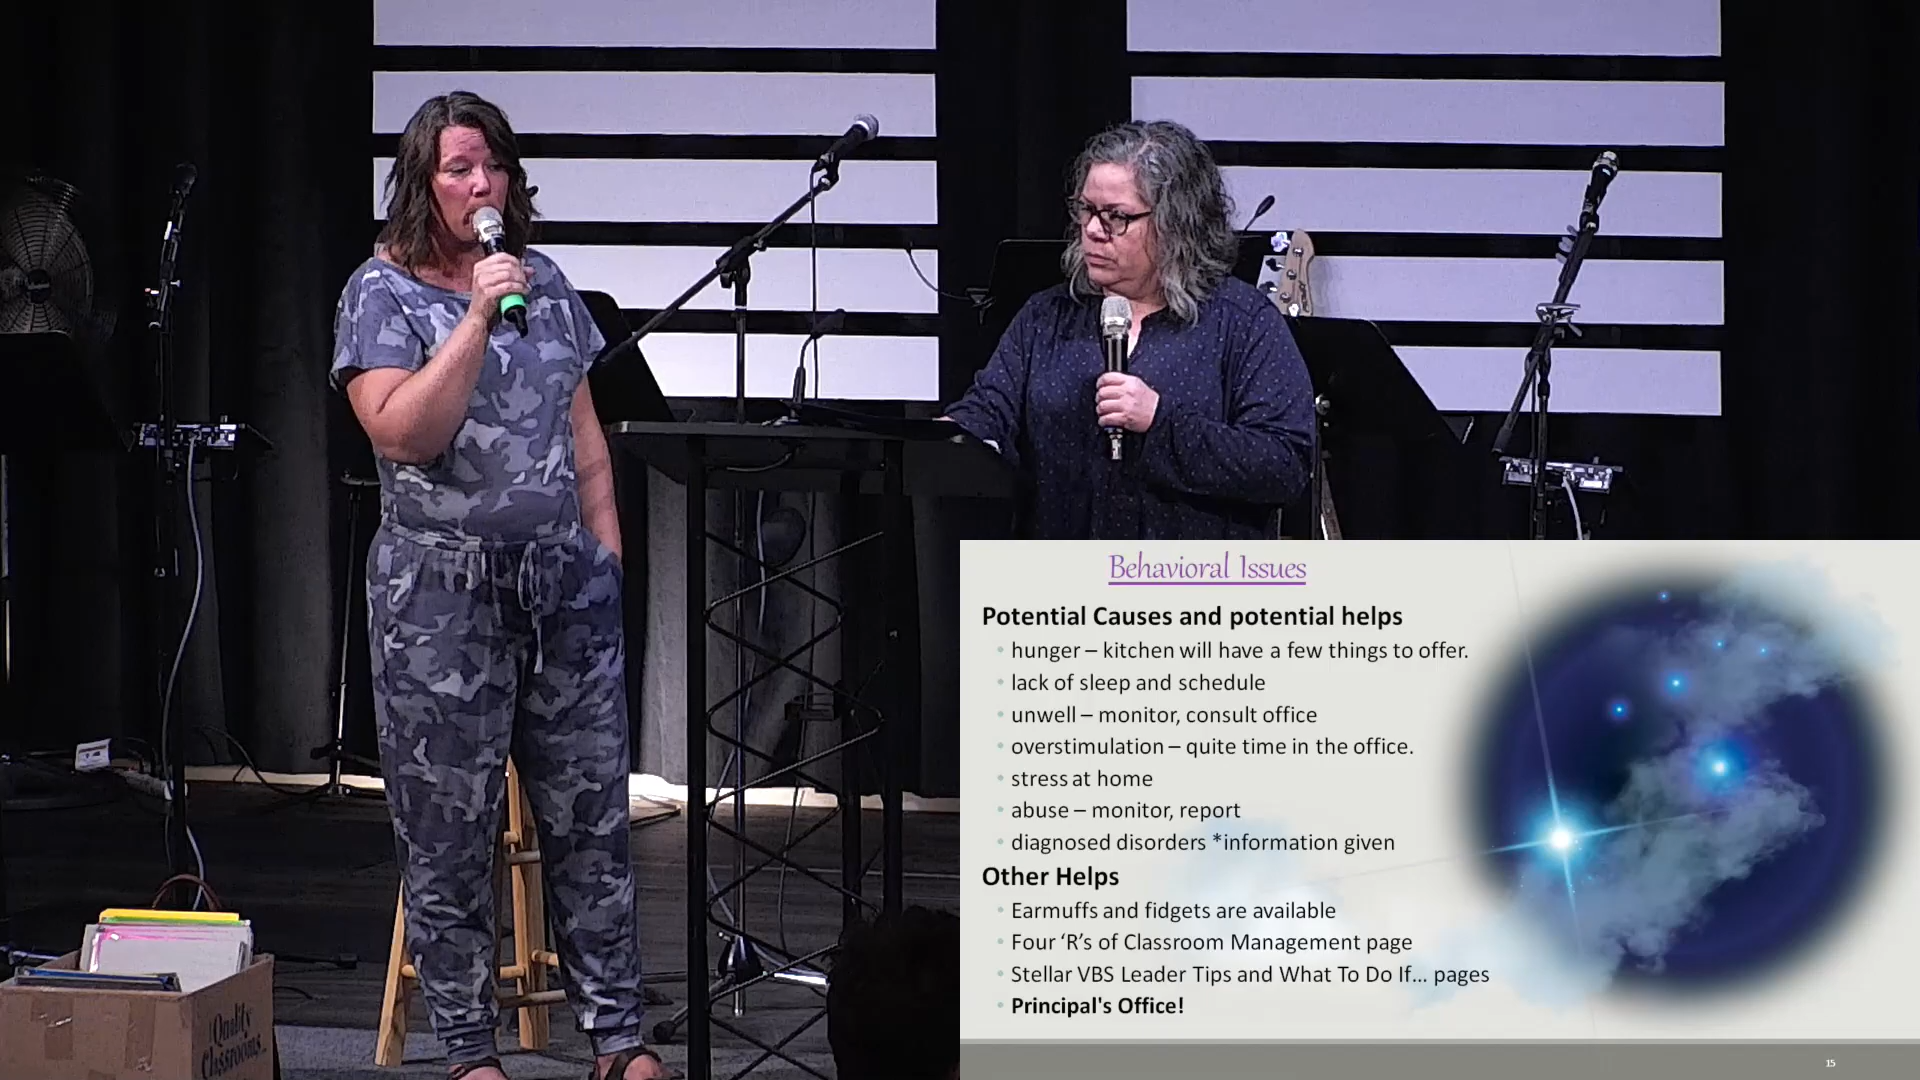 Behavioral Issues
Potential Causes and potential helps
• hunger – kitchen will have a few things to offer.
• lack of sleep and schedule
• unwell – monitor, consult office
• overstimulation – quite time in the office.
• stress at home
• abuse – monitor, report
• diagnosed disorders *information given
Other Helps
• Earmuffs and fidgets are available
• Four ‘R’s of Classroom Management page
• Stellar VBS Leader Tips and What To Do If... pages
• Principal's Office!
Quality
Classrooms
15